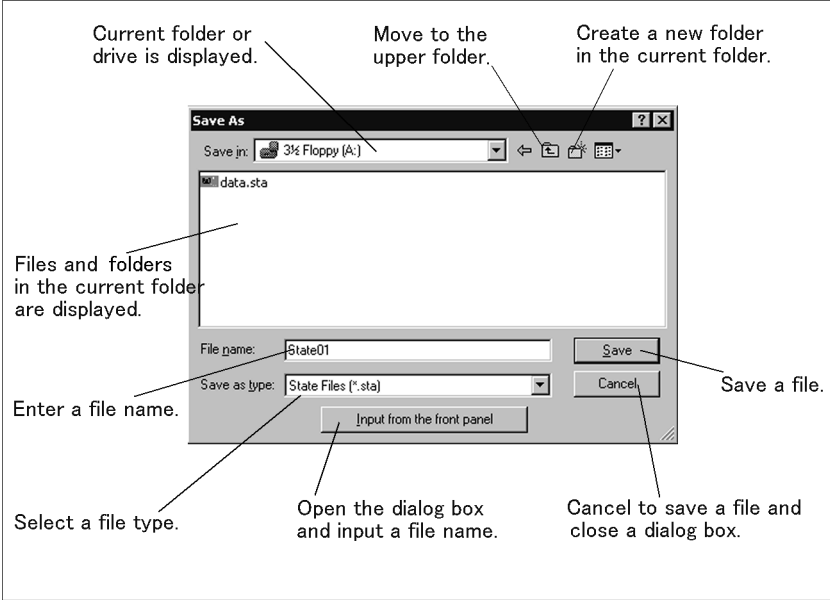 Current folder or
drive is displayed.
Move to the
upper folder.
Create a new folder
in the current folder.
Save As
Save in:
3½ Floppy (A:)
data.sta
Files and folders
in the current folder
are displayed.
File name:
State01
Save
Save as type:
State Files (*.sta)
Cancel
Save a file.
Enter a file name.
Input from the front panel
Select a file type.
Open the dialog box
and input a file name.
Cancel to save a file and
close a dialog box.